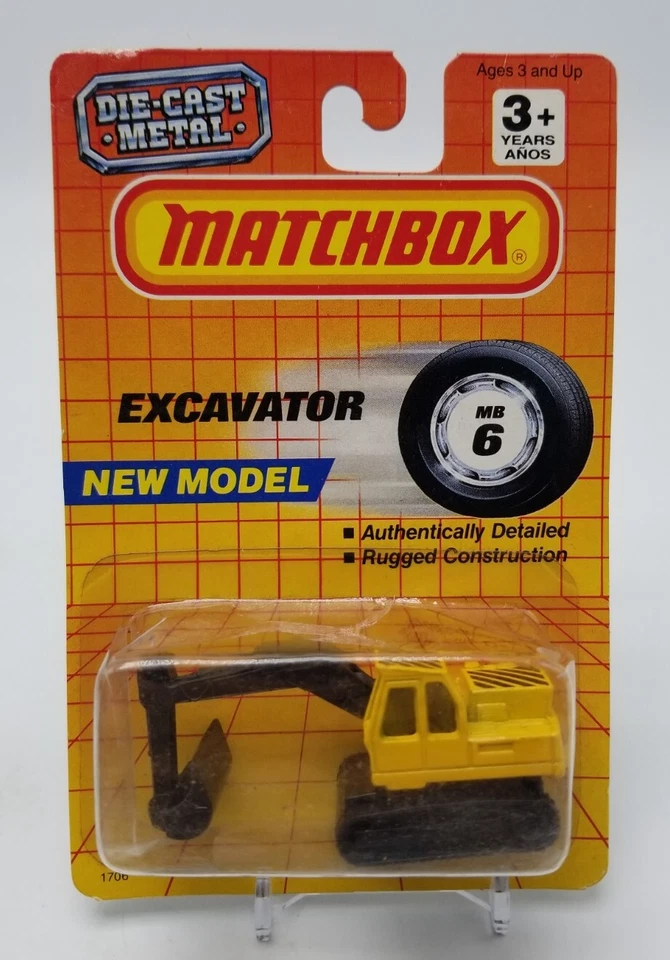 Ages 3 and Up
DIE-CAST
• METAL •
3+
YEARS
AÑOS
MATCHBOX®
EXCAVATOR
MB
6
NEW MODEL
■ Authentically Detailed
■ Rugged Construction
1706